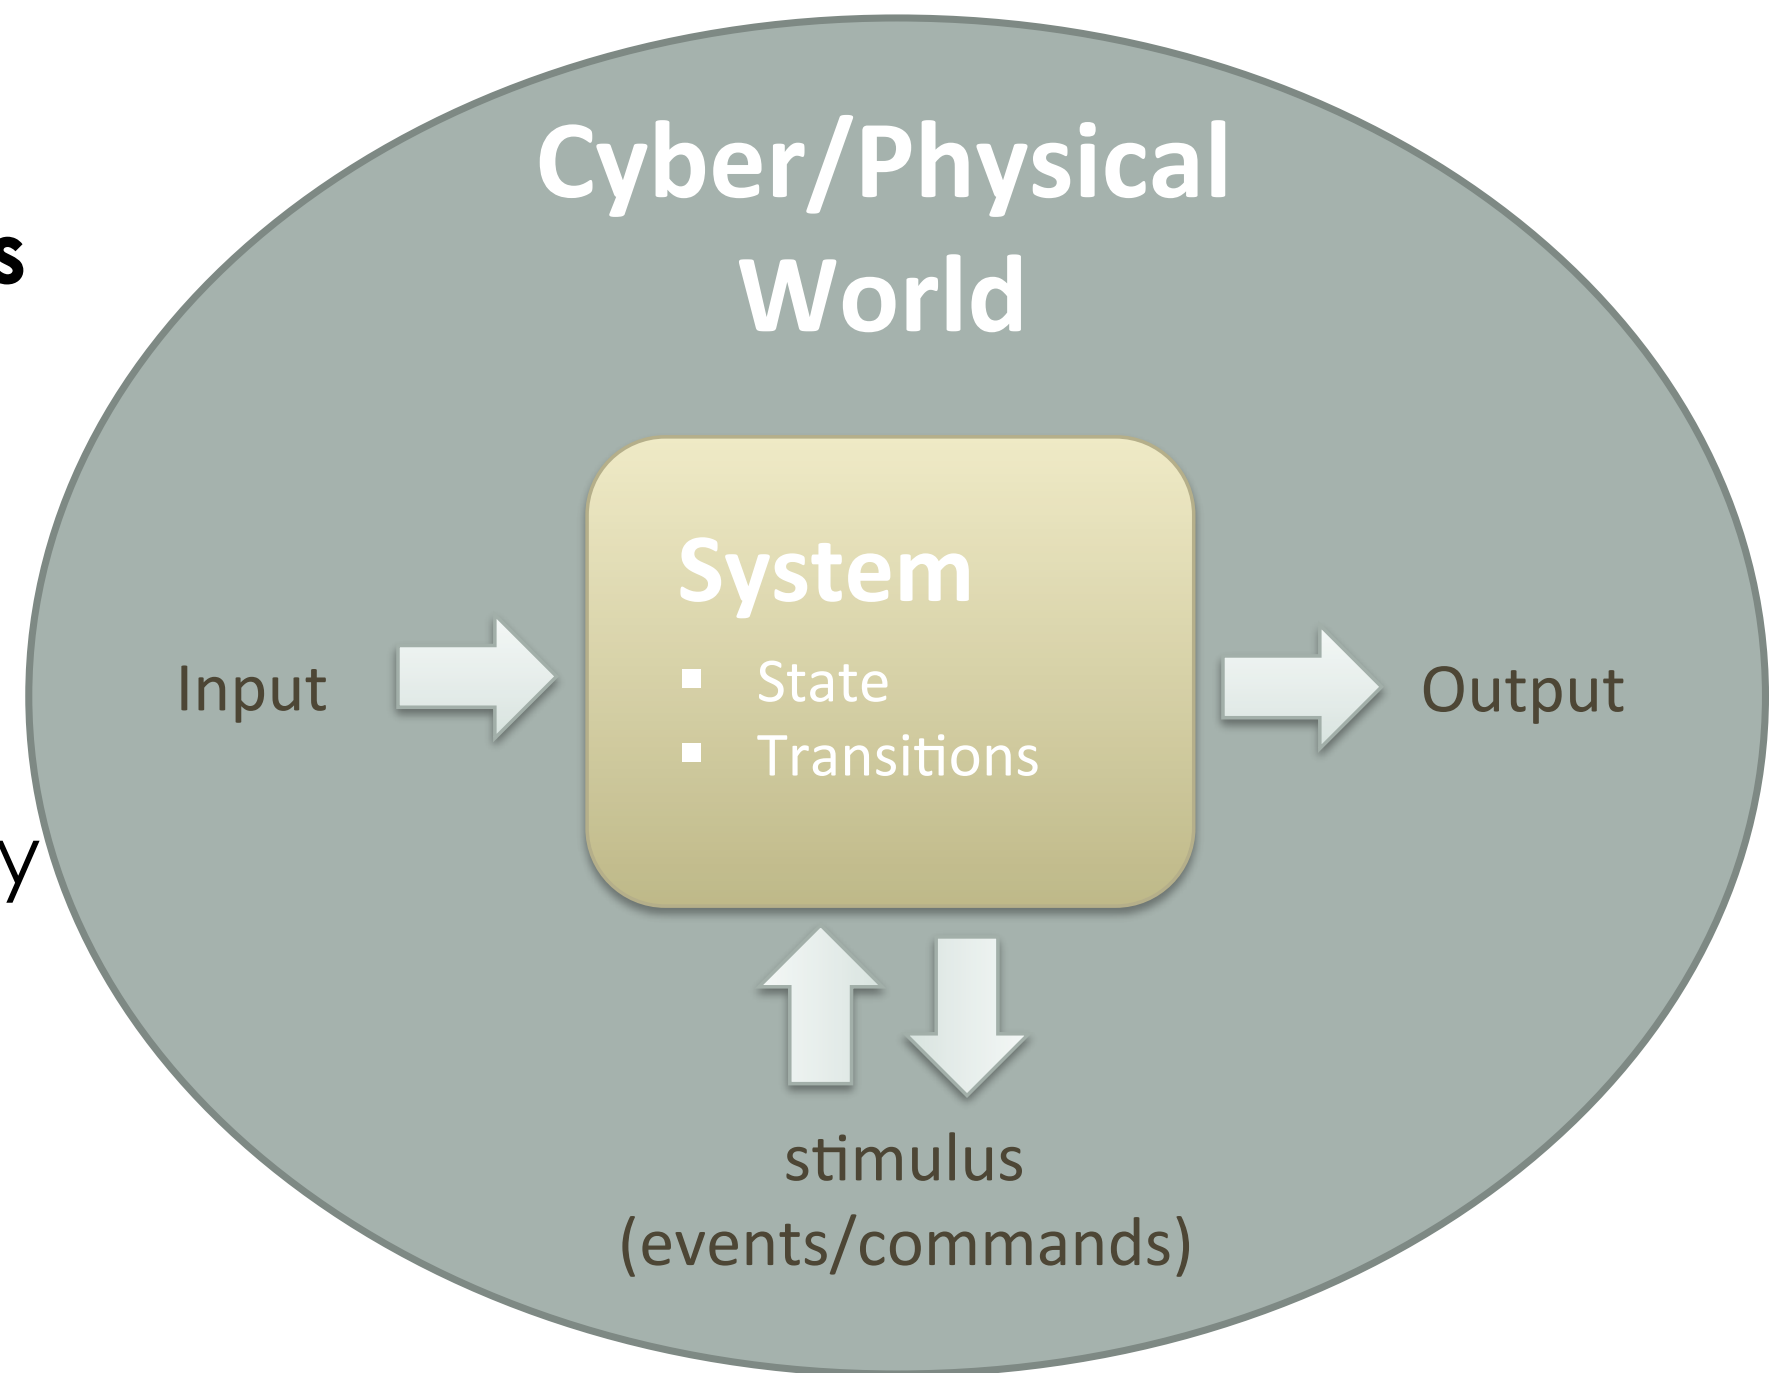 Cyber/Physical
World
s
System
▪ State
▪ Transitions
Input
Output
y
stimulus
(events/commands)